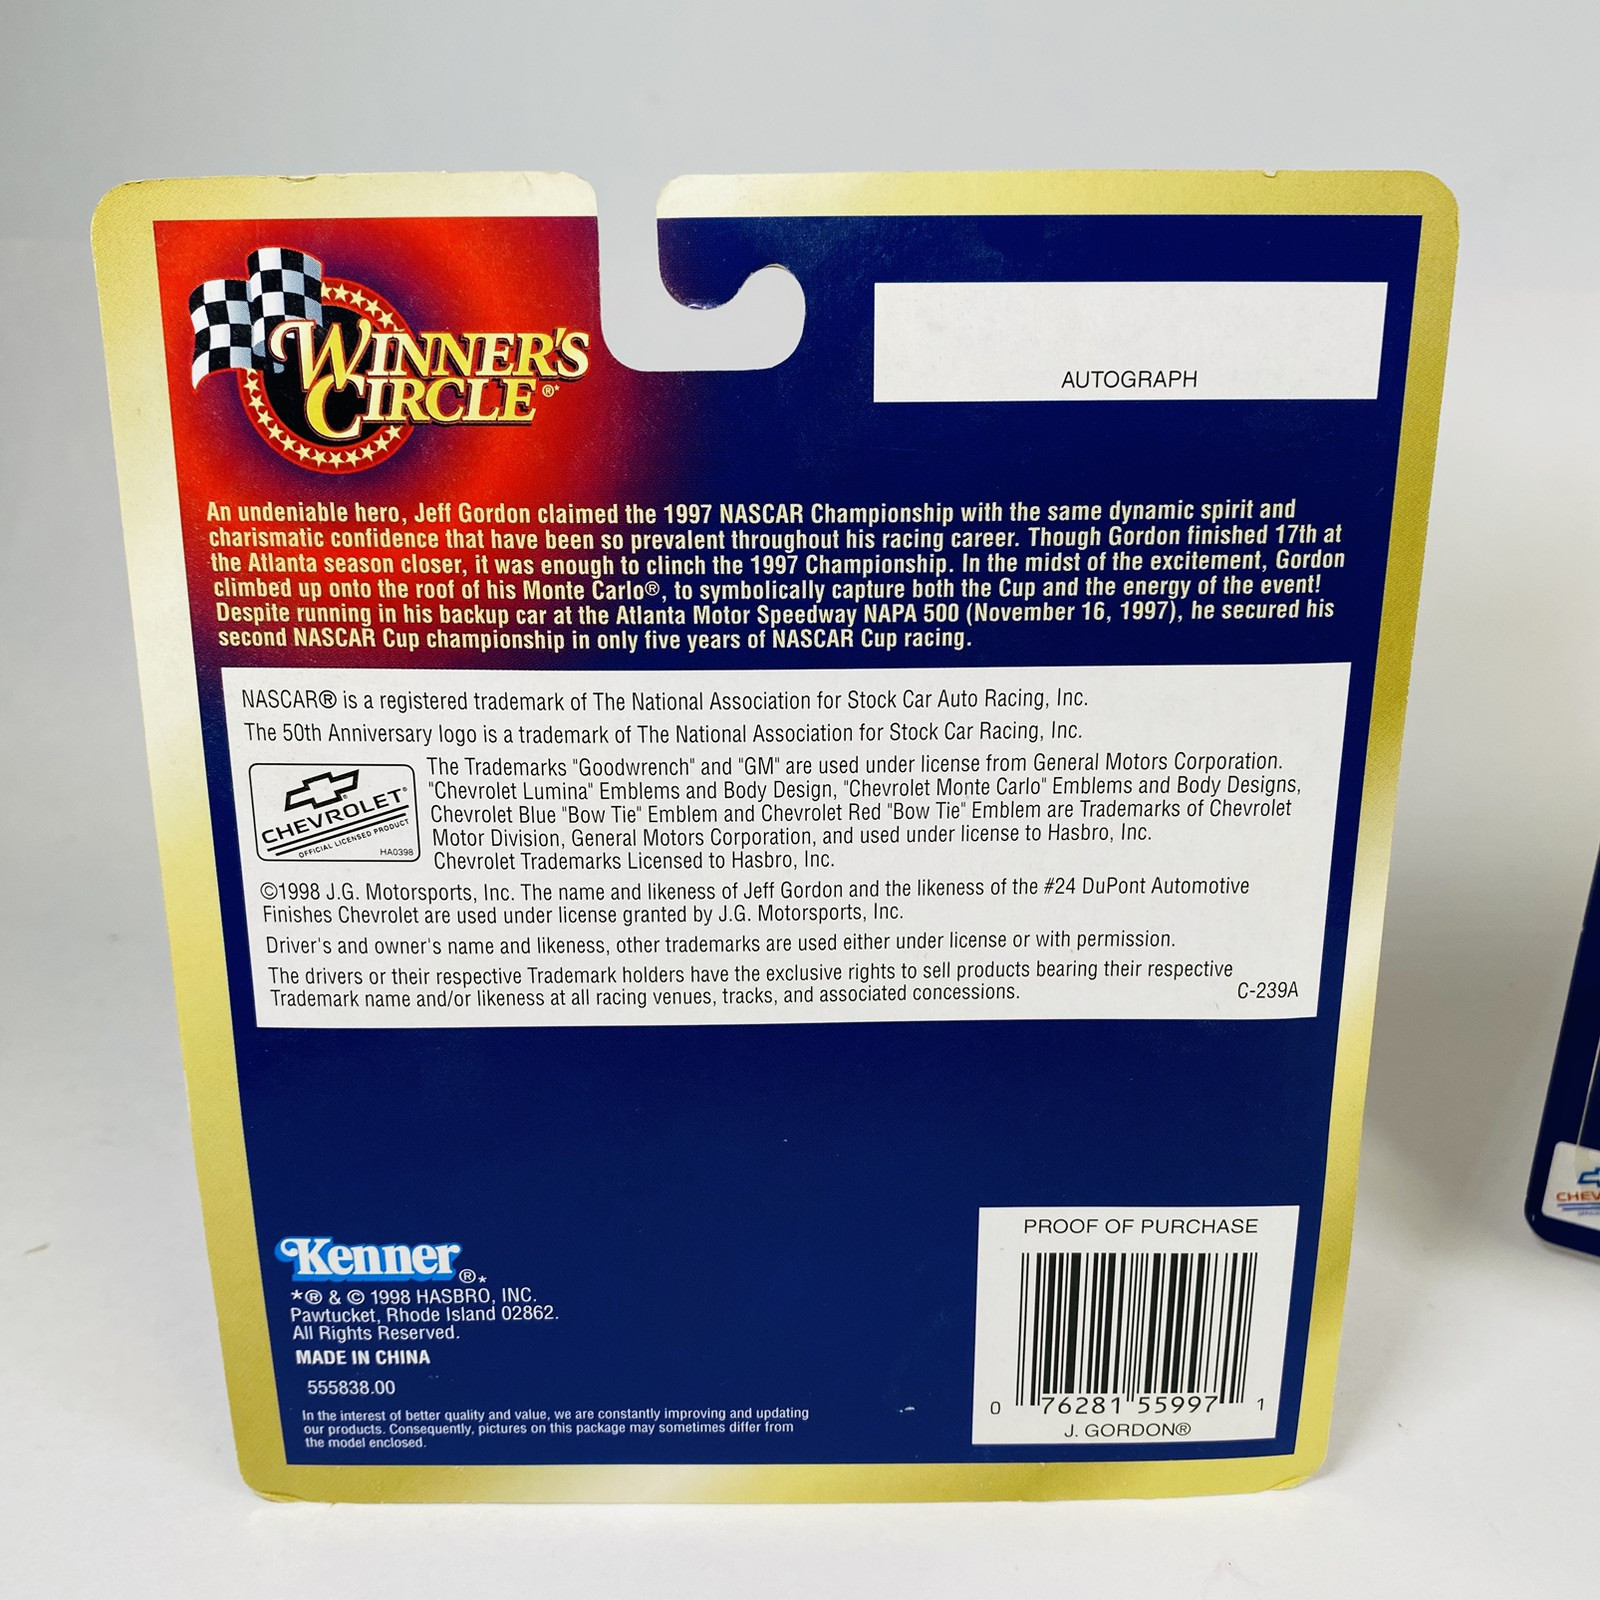 WINNER'S
CIRCLE®*
AUTOGRAPH
An undeniable hero, Jeff Gordon claimed the 1997 NASCAR Championship with the same dynamic spirit and
charismatic confidence that have been so prevalent throughout his racing career. Though Gordon finished 17th at
the Atlanta season closer, it was enough to clinch the 1997 Championship. In the midst of the excitement, Gordon
climbed up onto the roof of his Monte Carlo®, to symbolically capture both the Cup and the energy of the event!
Despite running in his backup car at the Atlanta Motor Speedway NAPA 500 (November 16, 1997), he secured his
second NASCAR Cup championship in only five years of NASCAR Cup racing.
NASCAR® is a registered trademark of The National Association for Stock Car Auto Racing, Inc.
The 50th Anniversary logo is a trademark of The National Association for Stock Car Racing, Inc.
CHEVROLET®
OFFICIAL LICENSED PRODUCT
HA0398
The Trademarks "Goodwrench" and "GM" are used under license from General Motors Corporation.
"Chevrolet Lumina" Emblems and Body Design, "Chevrolet Monte Carlo" Emblems and Body Designs,
Chevrolet Blue "Bow Tie" Emblem and Chevrolet Red "Bow Tie" Emblem are Trademarks of Chevrolet
Motor Division, General Motors Corporation, and used under license to Hasbro, Inc.
Chevrolet Trademarks Licensed to Hasbro, Inc.
©1998 J.G. Motorsports, Inc. The name and likeness of Jeff Gordon and the likeness of the #24 DuPont Automotive
Finishes Chevrolet are used under license granted by J.G. Motorsports, Inc.
Driver's and owner's name and likeness, other trademarks are used either under license or with permission.
The drivers or their respective Trademark holders have the exclusive rights to sell products bearing their respective
Trademark name and/or likeness at all racing venues, tracks, and associated concessions.
C-239A
Kenner®*
*® & © 1998 HASBRO, INC.
Pawtucket, Rhode Island 02862.
All Rights Reserved.
MADE IN CHINA
555838.00
In the interest of better quality and value, we are constantly improving and updating
our products. Consequently, pictures on this package may sometimes differ from
the model enclosed.
PROOF OF PURCHASE
0 76281 55997 1
J. GORDON®
CHEV